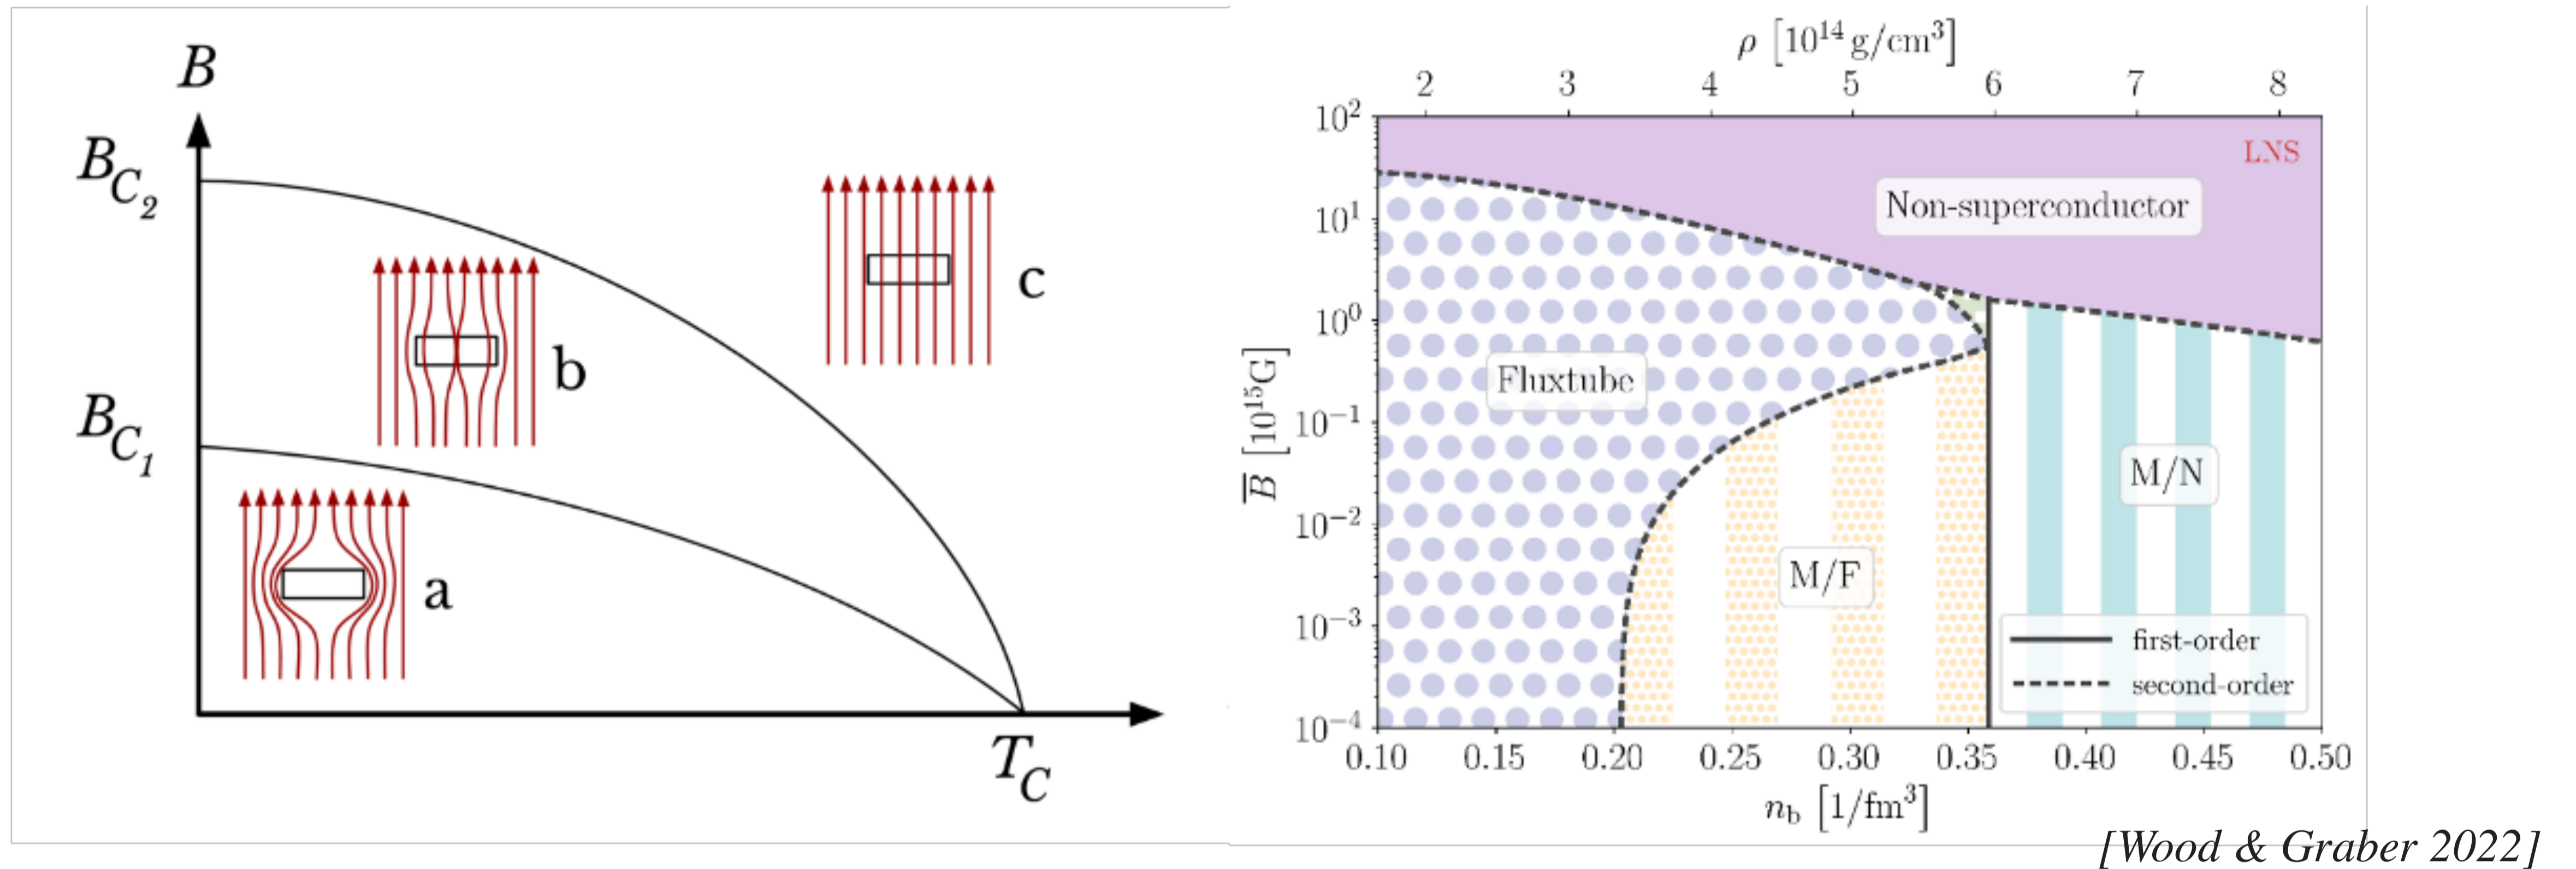 B
B_{C_2}
B_{C_1}
a
b
c
T_C
ρ [10^{14} g/cm^3]
2 3 4 5 6 7 8
10^2
10^1
10^0
10^{-1}
10^{-2}
10^{-3}
10^{-4}
B̅ [10^{15}G]
LNS
Non-superconductor
Fluxtube
M/F
M/N
first-order
second-order
0.10 0.15 0.20 0.25 0.30 0.35 0.40 0.45 0.50
n_b [1/fm^3]
[Wood & Graber 2022]